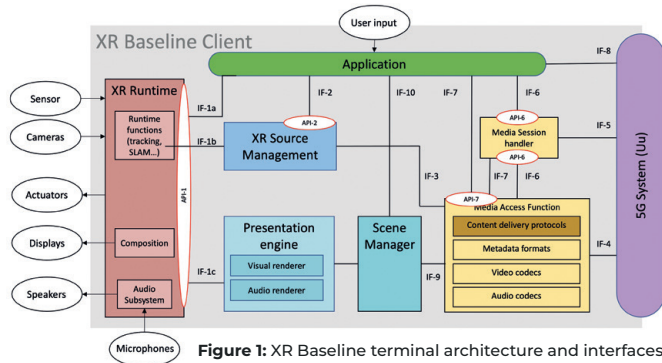 User input
XR Baseline Client
Application
IF-8
XR Runtime
Sensor
IF-1a
IF-2
IF-10
IF-7
IF-6
Runtime
functions
(tracking,
SLAM...)
Cameras
API-2
API-6
IF-1b
XR Source
Management
Media Session
handler
IF-5
5G System (Uu)
API-6
API-1
IF-3
IF-7
IF-6
Actuators
API-7
Media Access Function
Presentation
engine
Scene
Manager
Content delivery protocols
Displays
Composition
Metadata formats
IF-4
Visual renderer
IF-1c
IF-9
Video codecs
Speakers
Audio
Subsystem
Audio renderer
Audio codecs
Microphones
Figure 1: XR Baseline terminal architecture and interfaces